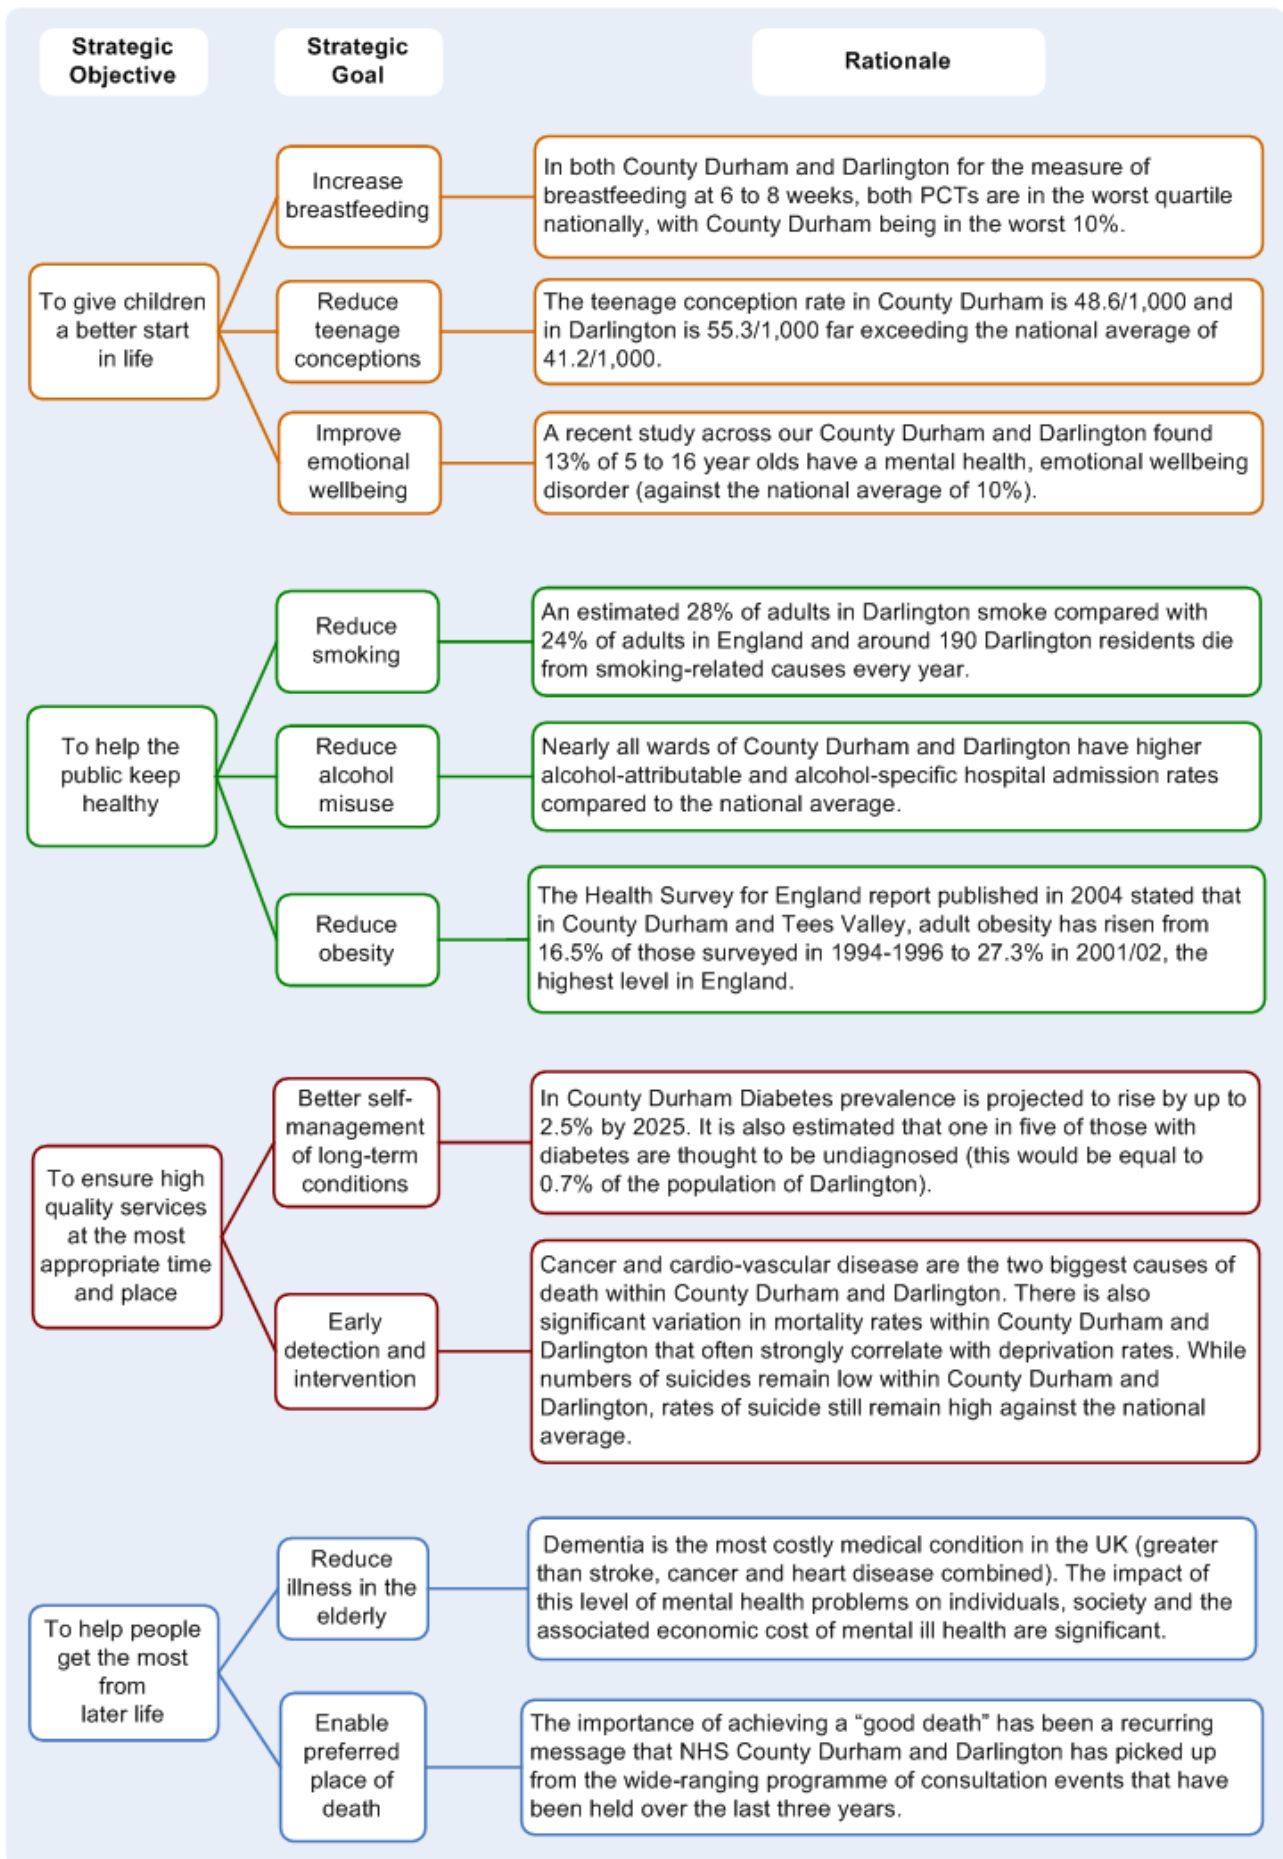 Strategic
Objective
Strategic
Goal
Rationale
To give children
a better start
in life
Increase
breastfeeding
In both County Durham and Darlington for the measure of
breastfeeding at 6 to 8 weeks, both PCTs are in the worst quartile
nationally, with County Durham being in the worst 10%.
Reduce
teenage
conceptions
The teenage conception rate in County Durham is 48.6/1,000 and
in Darlington is 55.3/1,000 far exceeding the national average of
41.2/1,000.
Improve
emotional
wellbeing
A recent study across our County Durham and Darlington found
13% of 5 to 16 year olds have a mental health, emotional wellbeing
disorder (against the national average of 10%).
To help the
public keep
healthy
Reduce
smoking
An estimated 28% of adults in Darlington smoke compared with
24% of adults in England and around 190 Darlington residents die
from smoking-related causes every year.
Reduce
alcohol
misuse
Nearly all wards of County Durham and Darlington have higher
alcohol-attributable and alcohol-specific hospital admission rates
compared to the national average.
Reduce
obesity
The Health Survey for England report published in 2004 stated that
in County Durham and Tees Valley, adult obesity has risen from
16.5% of those surveyed in 1994-1996 to 27.3% in 2001/02, the
highest level in England.
To ensure high
quality services
at the most
appropriate time
and place
Better self-
management
of long-term
conditions
In County Durham Diabetes prevalence is projected to rise by up to
2.5% by 2025. It is also estimated that one in five of those with
diabetes are thought to be undiagnosed (this would be equal to
0.7% of the population of Darlington).
Early
detection and
intervention
Cancer and cardio-vascular disease are the two biggest causes of
death within County Durham and Darlington. There is also
significant variation in mortality rates within County Durham and
Darlington that often strongly correlate with deprivation rates. While
numbers of suicides remain low within County Durham and
Darlington, rates of suicide still remain high against the national
average.
To help people
get the most
from
later life
Reduce
illness in the
elderly
Dementia is the most costly medical condition in the UK (greater
than stroke, cancer and heart disease combined). The impact of
this level of mental health problems on individuals, society and the
associated economic cost of mental ill health are significant.
Enable
preferred
place of
death
The importance of achieving a “good death” has been a recurring
message that NHS County Durham and Darlington has picked up
from the wide-ranging programme of consultation events that have
been held over the last three years.